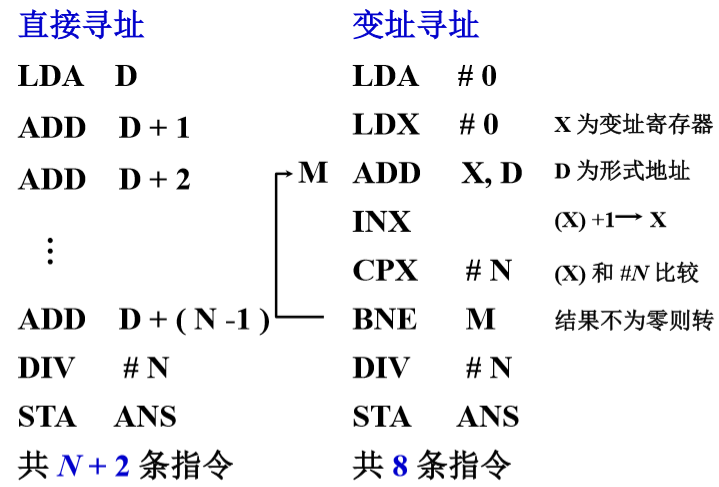 直接寻址
LDA D
ADD D + 1
ADD D + 2
⋮
ADD D + ( N -1 )
DIV # N
STA ANS
共 N + 2 条指令
变址寻址
LDA # 0
LDX # 0 X 为变址寄存器
M ADD X, D D 为形式地址
INX (X) +1→ X
CPX # N (X) 和 #N 比较
BNE M 结果不为零则转
DIV # N
STA ANS
共 8 条指令